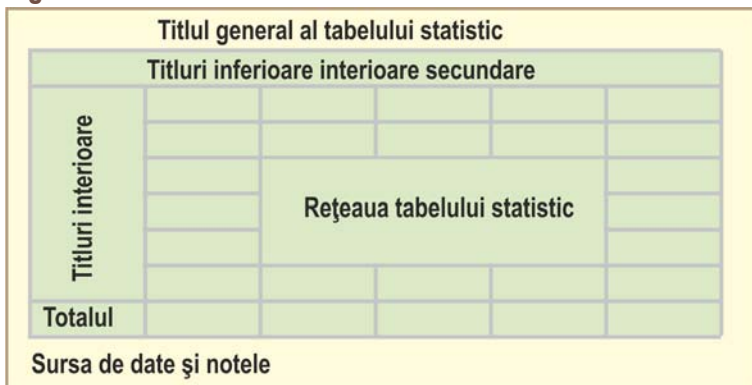 Titlul general al tabelului statistic
Titluri inferioare interioare secundare
Titluri interioare
Reţeaua tabelului statistic
Totalul
Sursa de date şi notele